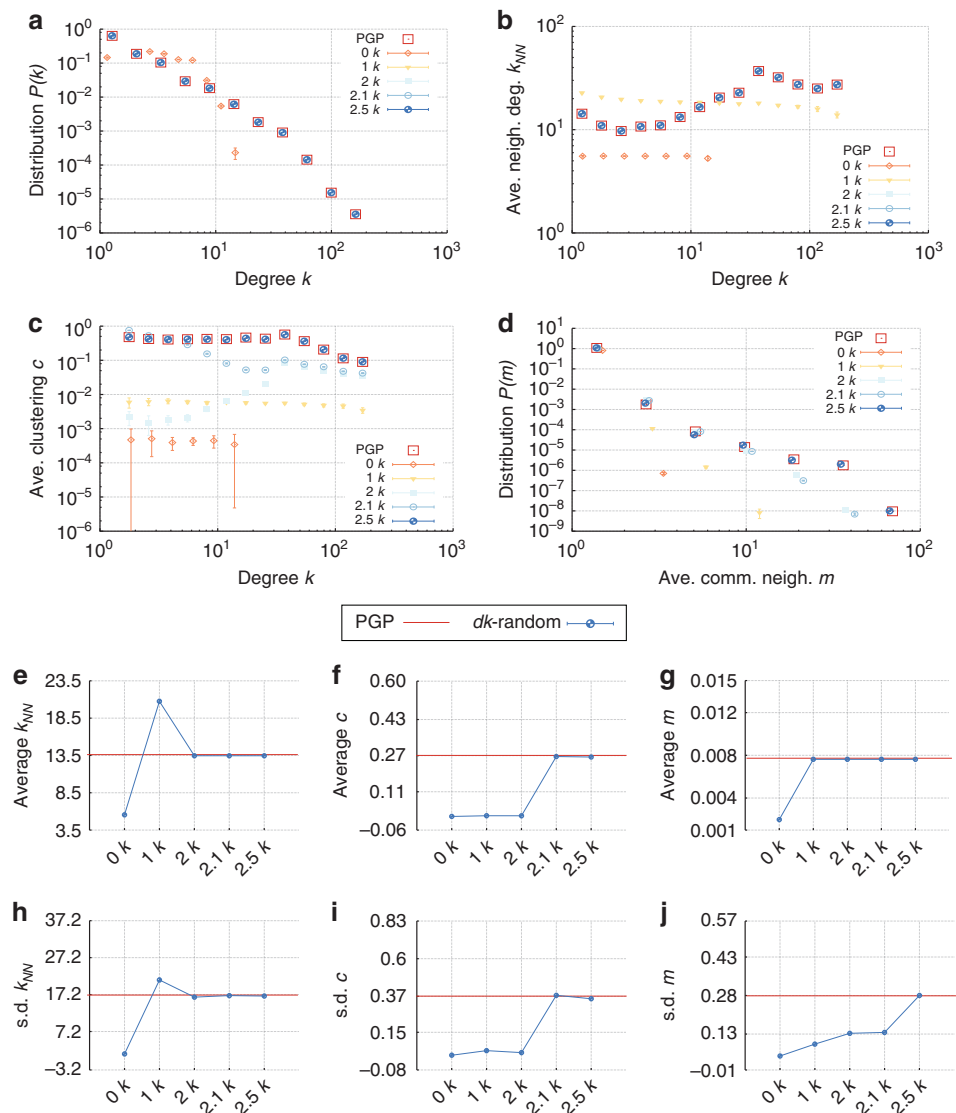 a
10^0
10^-1
10^-2
10^-3
10^-4
10^-5
10^-6
Distribution P(k)
10^0 10^1 10^2 10^3
Degree k
PGP
0 k
1 k
2 k
2.1 k
2.5 k
b
10^2
10^1
10^0
Ave. neigh. deg. k_NN
10^0 10^1 10^2 10^3
Degree k
PGP
0 k
1 k
2 k
2.1 k
2.5 k
c
10^0
10^-1
10^-2
10^-3
10^-4
10^-5
10^-6
Ave. clustering c
10^0 10^1 10^2 10^3
Degree k
PGP
0 k
1 k
2 k
2.1 k
2.5 k
d
10^1
10^0
10^-1
10^-2
10^-3
10^-4
10^-5
10^-6
10^-7
10^-8
10^-9
Distribution P(m)
10^0 10^1 10^2
Ave. comm. neigh. m
PGP
0 k
1 k
2 k
2.1 k
2.5 k
PGP dk-random
e
23.5
18.5
13.5
8.5
3.5
Average k_NN
0 k 1 k 2 k 2.1 k 2.5 k
f
0.60
0.43
0.27
0.11
−0.06
Average c
0 k 1 k 2 k 2.1 k 2.5 k
g
0.015
0.012
0.008
0.004
0.001
Average m
0 k 1 k 2 k 2.1 k 2.5 k
h
37.2
27.2
17.2
7.2
−3.2
s.d. k_NN
0 k 1 k 2 k 2.1 k 2.5 k
i
0.83
0.60
0.37
0.15
−0.08
s.d. c
0 k 1 k 2 k 2.1 k 2.5 k
j
0.57
0.43
0.28
0.13
−0.01
s.d. m
0 k 1 k 2 k 2.1 k 2.5 k